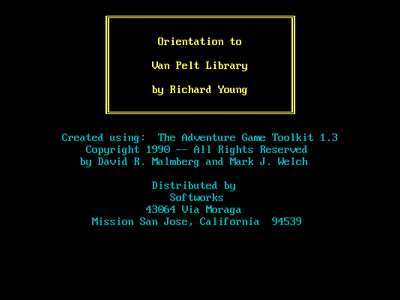 Orientation to
Van Pelt Library
by Richard Young
Created using:  The Adventure Game Toolkit 1.3
Copyright 1990 -- All Rights Reserved
by David R. Malmberg and Mark J. Welch
Distributed by
Softworks
43064 Via Moraga
Mission San Jose, California  94539